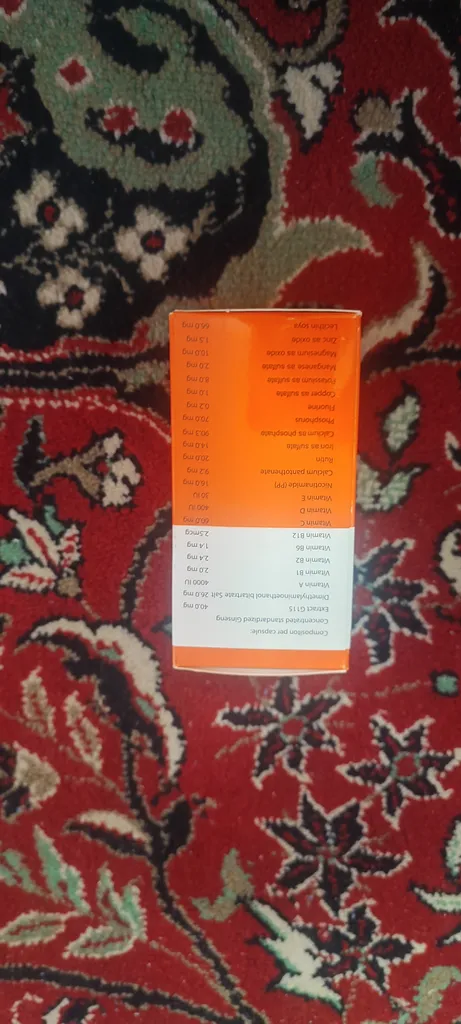 Composition per capsule:
Concentrated standardized Ginseng
Extract G115 40.0 mg
Dimethylaminoethanol bitartrate Salt 26.0 mg
Vitamin A 4000 IU
Vitamin B1 2.0 mg
Vitamin B2 2.4 mg
Vitamin B6 1.4 mg
Vitamin B12 2.5mcg
Vitamin C 60.0 mg
Vitamin D 400 IU
Vitamin E 10 IU
Nicotinamide (PP) 16.0 mg
Calcium pantothenate 9.2 mg
Rutin 20.0 mg
Iron as sulfate 14.0 mg
Calcium as phosphate 90.3 mg
Phosphorus 70.0 mg
Fluorine 0.2 mg
Copper as sulfate 1.0 mg
Potassium as sulfate 8.0 mg
Manganese as sulfate 2.0 mg
Magnesium as oxide 10.0 mg
Zinc as oxide 1.5 mg
Lecithin soya 66.0 mg